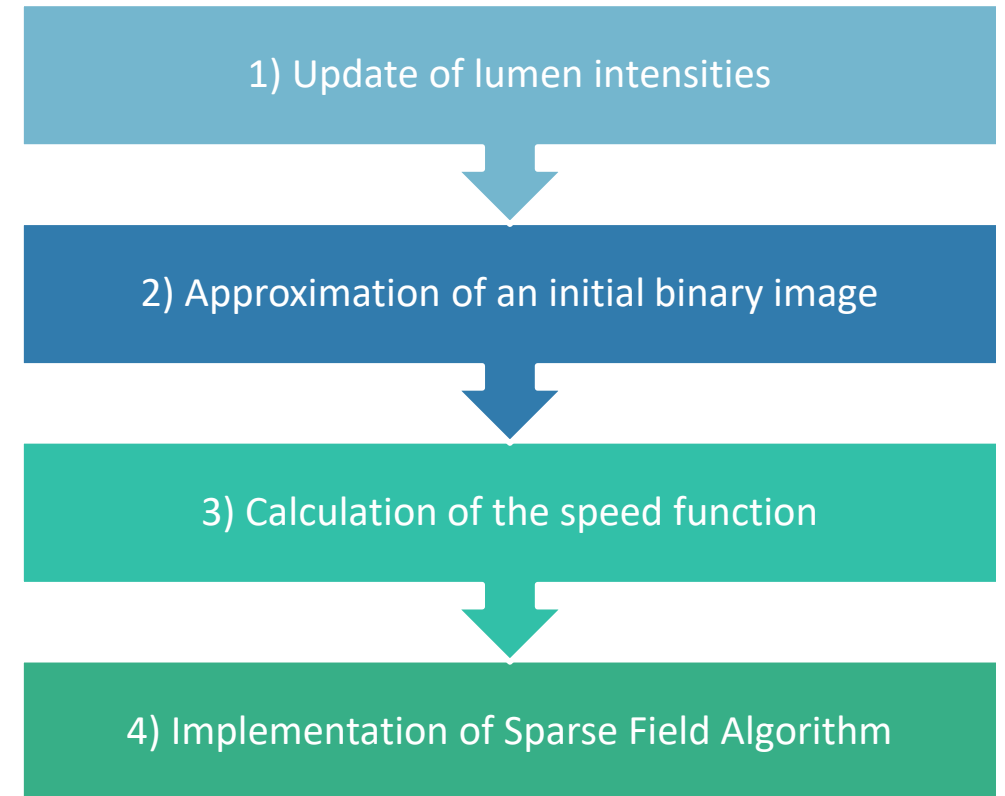 1) Update of lumen intensities
2) Approximation of an initial binary image
3) Calculation of the speed function
4) Implementation of Sparse Field Algorithm